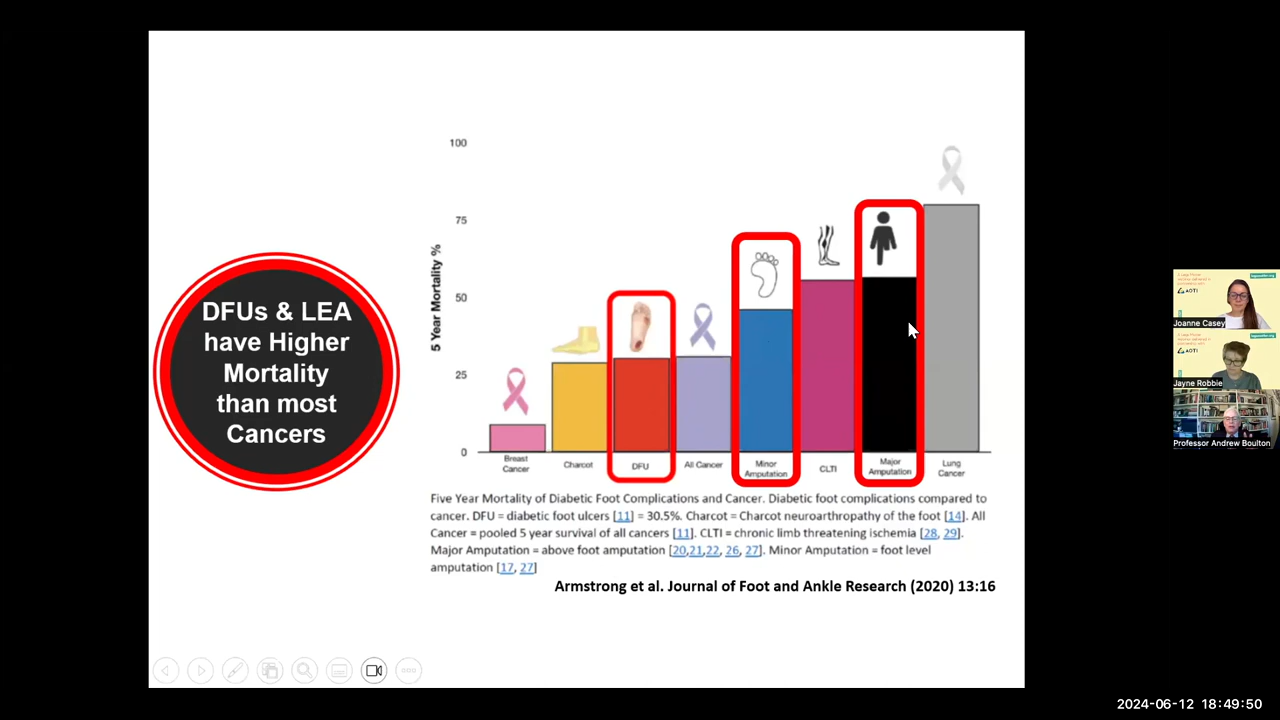 DFUs & LEA
have Higher
Mortality
than most
Cancers
5 Year Mortality %
100
75
50
25
0
Breast
Cancer
Charcot
DFU
All Cancer
Minor
Amputation
CLTI
Major
Amputation
Lung
Cancer
Five Year Mortality of Diabetic Foot Complications and Cancer. Diabetic foot complications compared to
cancer. DFU = diabetic foot ulcers [11] = 30.5%. Charcot = Charcot neuroarthropathy of the foot [14]. All
Cancer = pooled 5 year survival of all cancers [11]. CLTI = chronic limb threatening ischemia [28, 29].
Major Amputation = above foot amputation [20,21,22, 26, 27]. Minor Amputation = foot level
amputation [17, 27]
Armstrong et al. Journal of Foot and Ankle Research (2020) 13:16
AOTI
Joanne Casey
AOTI
Jayne Robbie
Professor Andrew Boulton
2024-06-12 18:49:50